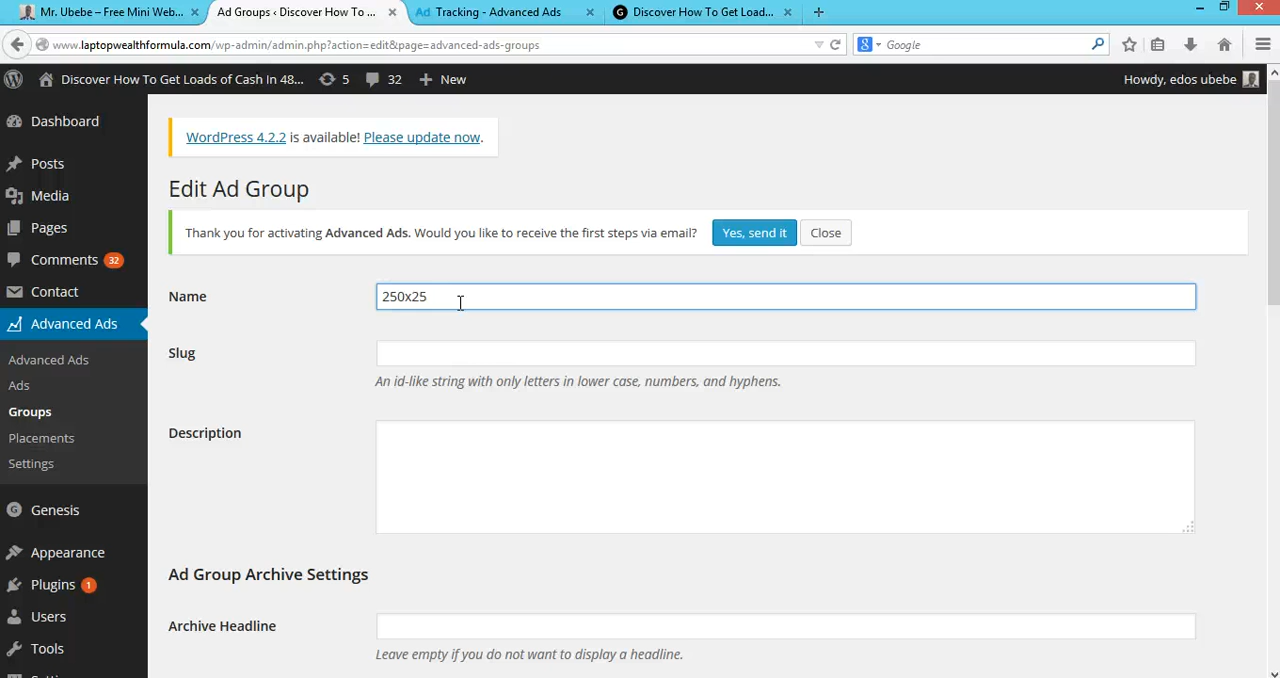 Mr. Ubebe – Free Mini Web... ×
Ad Groups ‹ Discover How To ... ×
Ad Tracking - Advanced Ads ×
G Discover How To Get Load... ×
www.laptopwealthformula.com/wp-admin/admin.php?action=edit&page=advanced-ads-groups
8 Google
Discover How To Get Loads of Cash In 48... 5 32 + New
Howdy, edos ubebe
Dashboard
Posts
Media
Pages
Comments 32
Contact
Advanced Ads
Advanced Ads
Ads
Groups
Placements
Settings
G Genesis
Appearance
Plugins 1
Users
Tools
WordPress 4.2.2 is available! Please update now.
Edit Ad Group
Thank you for activating Advanced Ads. Would you like to receive the first steps via email? Yes, send it Close
Name 250x25
Slug
An id-like string with only letters in lower case, numbers, and hyphens.
Description
Ad Group Archive Settings
Archive Headline
Leave empty if you do not want to display a headline.